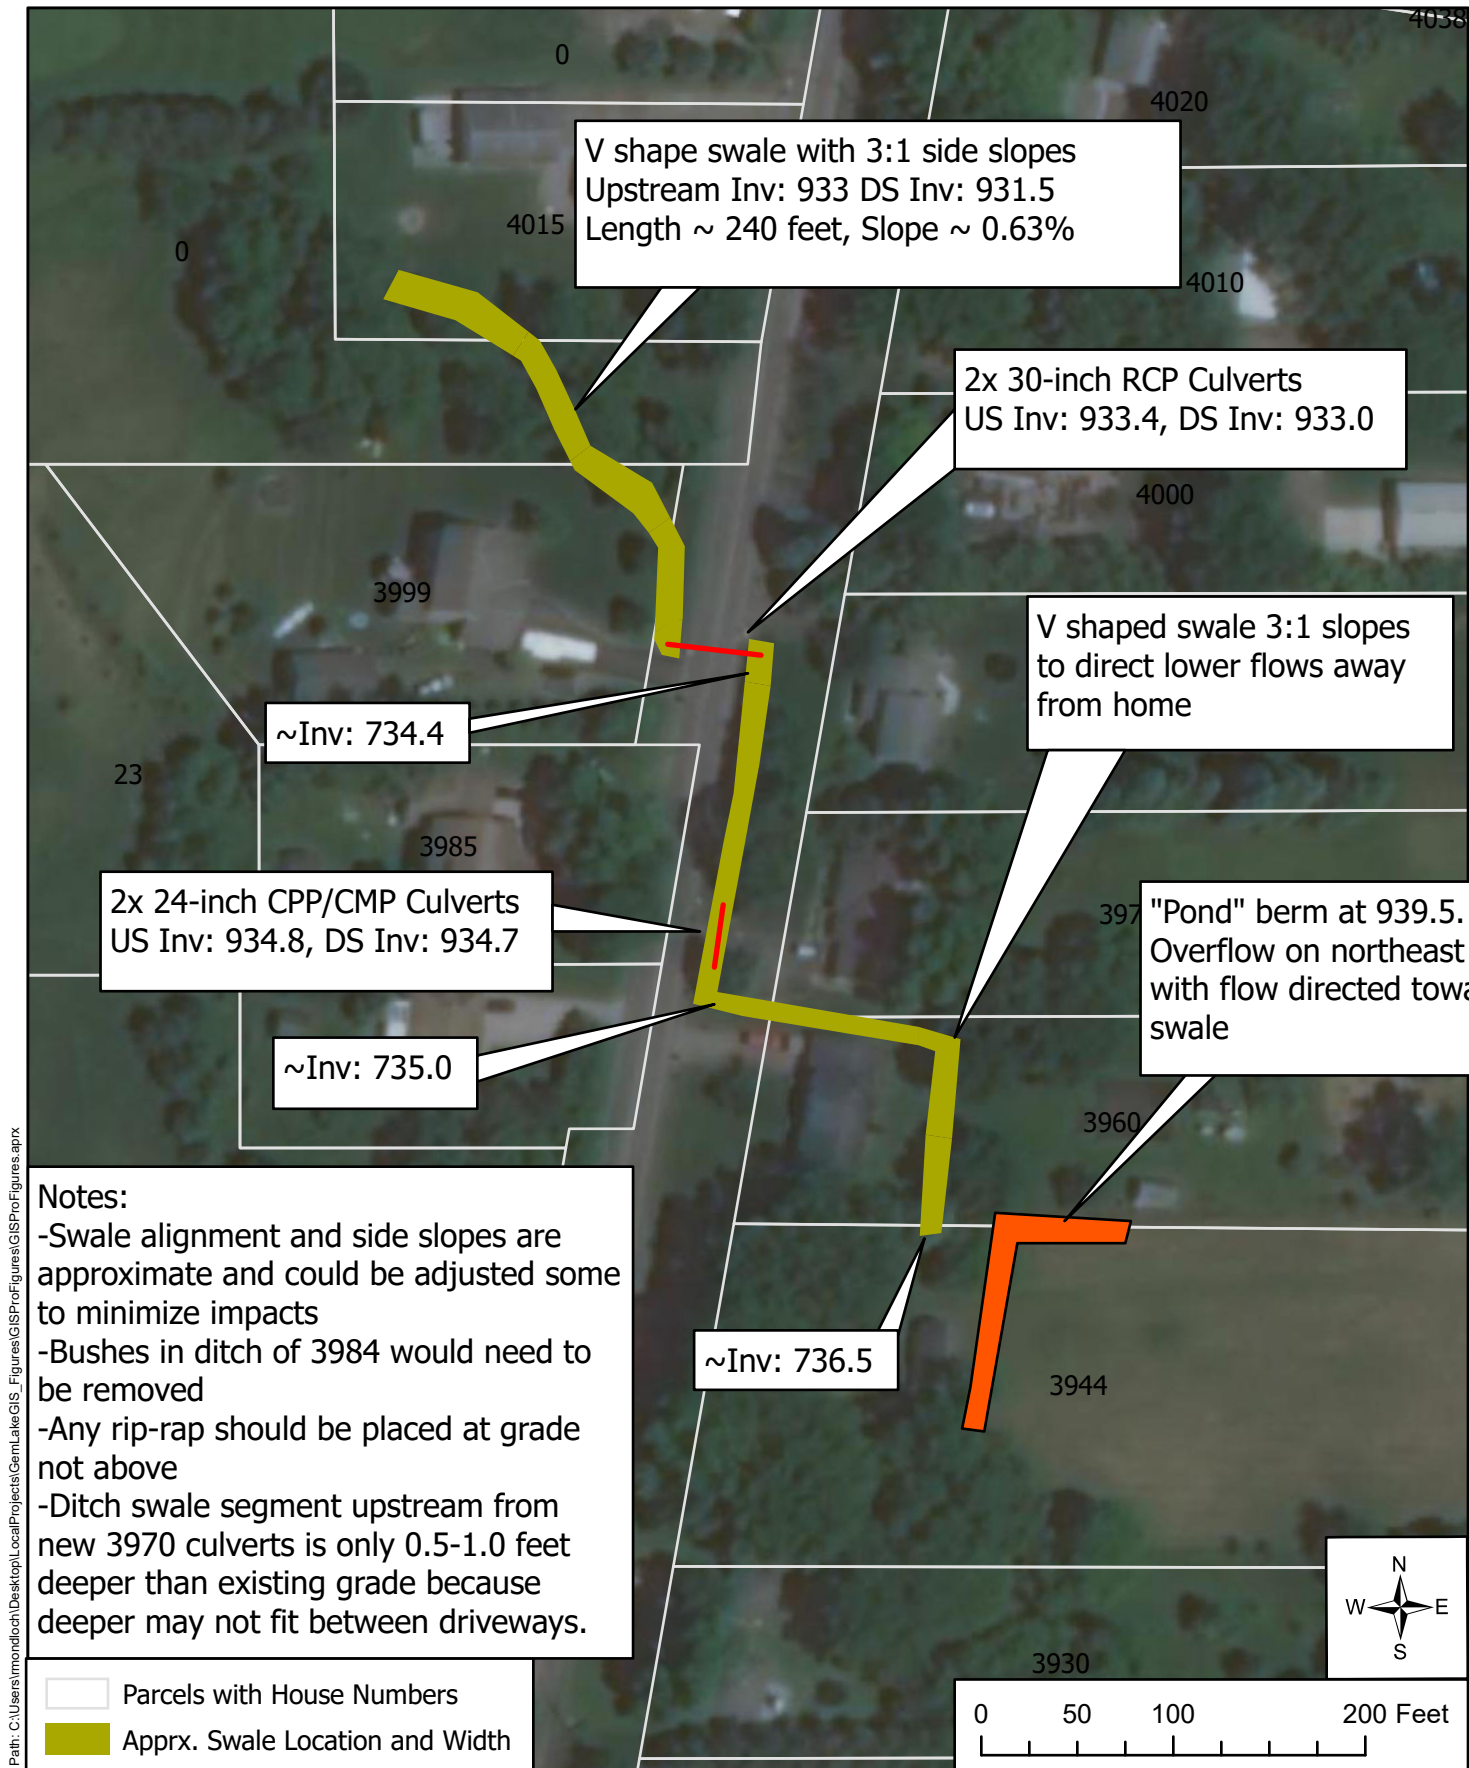 4038
0
4020
V shape swale with 3:1 side slopes
Upstream Inv: 933 DS Inv: 931.5
Length ~ 240 feet, Slope ~ 0.63%
4015
0
4010
2x 30-inch RCP Culverts
US Inv: 933.4, DS Inv: 933.0
4000
3999
V shaped swale 3:1 slopes
to direct lower flows away
from home
~Inv: 734.4
23
3985
2x 24-inch CPP/CMP Culverts
US Inv: 934.8, DS Inv: 934.7
397
"Pond" berm at 939.5.
Overflow on northeast
with flow directed towa
swale
~Inv: 735.0
3960
Notes:
-Swale alignment and side slopes are
approximate and could be adjusted some
to minimize impacts
-Bushes in ditch of 3984 would need to
be removed
-Any rip-rap should be placed at grade
not above
-Ditch swale segment upstream from
new 3970 culverts is only 0.5-1.0 feet
deeper than existing grade because
deeper may not fit between driveways.
~Inv: 736.5
3944
N
W E
S
3930
Parcels with House Numbers
Apprx. Swale Location and Width
0 50 100 200 Feet
Path: C:\Users\rmondloch\Desktop\LocalProjects\GemLakeGIS_Figures\GISProFigures\GISProFigures.aprx